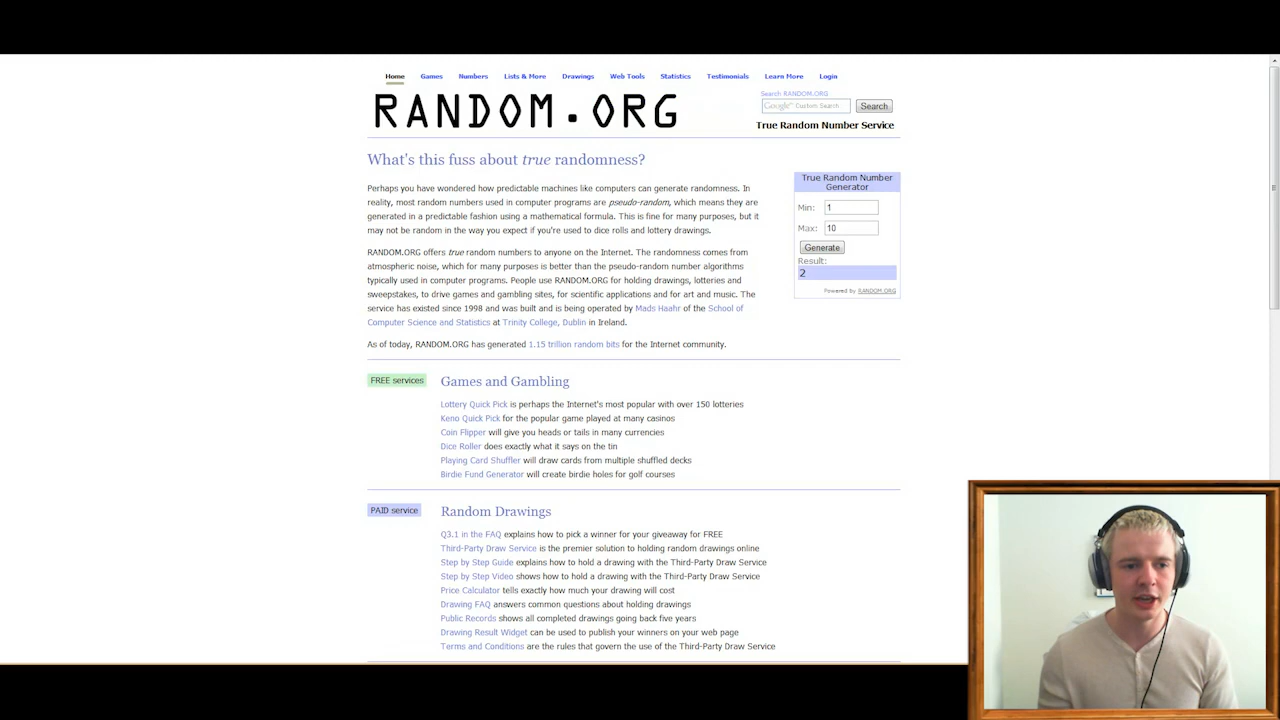 Home Games Numbers Lists & More Drawings Web Tools Statistics Testimonials Learn More Login
RANDOM.ORG
Search RANDOM.ORG
Google™ Custom Search Search
True Random Number Service
What's this fuss about true randomness?
Perhaps you have wondered how predictable machines like computers can generate randomness. In
reality, most random numbers used in computer programs are pseudo-random, which means they are
generated in a predictable fashion using a mathematical formula. This is fine for many purposes, but it
may not be random in the way you expect if you're used to dice rolls and lottery drawings.
RANDOM.ORG offers true random numbers to anyone on the Internet. The randomness comes from
atmospheric noise, which for many purposes is better than the pseudo-random number algorithms
typically used in computer programs. People use RANDOM.ORG for holding drawings, lotteries and
sweepstakes, to drive games and gambling sites, for scientific applications and for art and music. The
service has existed since 1998 and was built and is being operated by Mads Haahr of the School of
Computer Science and Statistics at Trinity College, Dublin in Ireland.
As of today, RANDOM.ORG has generated 1.15 trillion random bits for the Internet community.
True Random Number
Generator
Min: 1
Max: 10
Generate
Result:
2
Powered by RANDOM.ORG
FREE services
Games and Gambling
Lottery Quick Pick is perhaps the Internet's most popular with over 150 lotteries
Keno Quick Pick for the popular game played at many casinos
Coin Flipper will give you heads or tails in many currencies
Dice Roller does exactly what it says on the tin
Playing Card Shuffler will draw cards from multiple shuffled decks
Birdie Fund Generator will create birdie holes for golf courses
PAID service
Random Drawings
Q3.1 in the FAQ explains how to pick a winner for your giveaway for FREE
Third-Party Draw Service is the premier solution to holding random drawings online
Step by Step Guide explains how to hold a drawing with the Third-Party Draw Service
Step by Step Video shows how to hold a drawing with the Third-Party Draw Service
Price Calculator tells exactly how much your drawing will cost
Drawing FAQ answers common questions about holding drawings
Public Records shows all completed drawings going back five years
Drawing Result Widget can be used to publish your winners on your web page
Terms and Conditions are the rules that govern the use of the Third-Party Draw Service